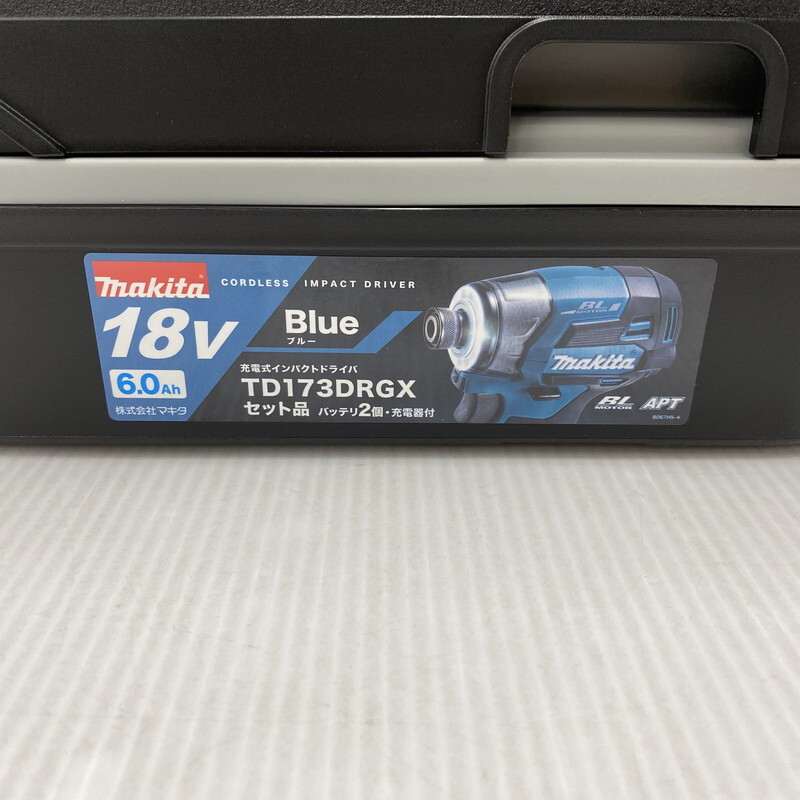 makita
CORDLESS IMPACT DRIVER
18V
6.0Ah
株式会社マキタ
Blue
ブルー
充電式インパクトドライバ
TD173DRGX
セット品 バッテリ2個・充電器付
BL
MOTOR
makita
BL
MOTOR
APT